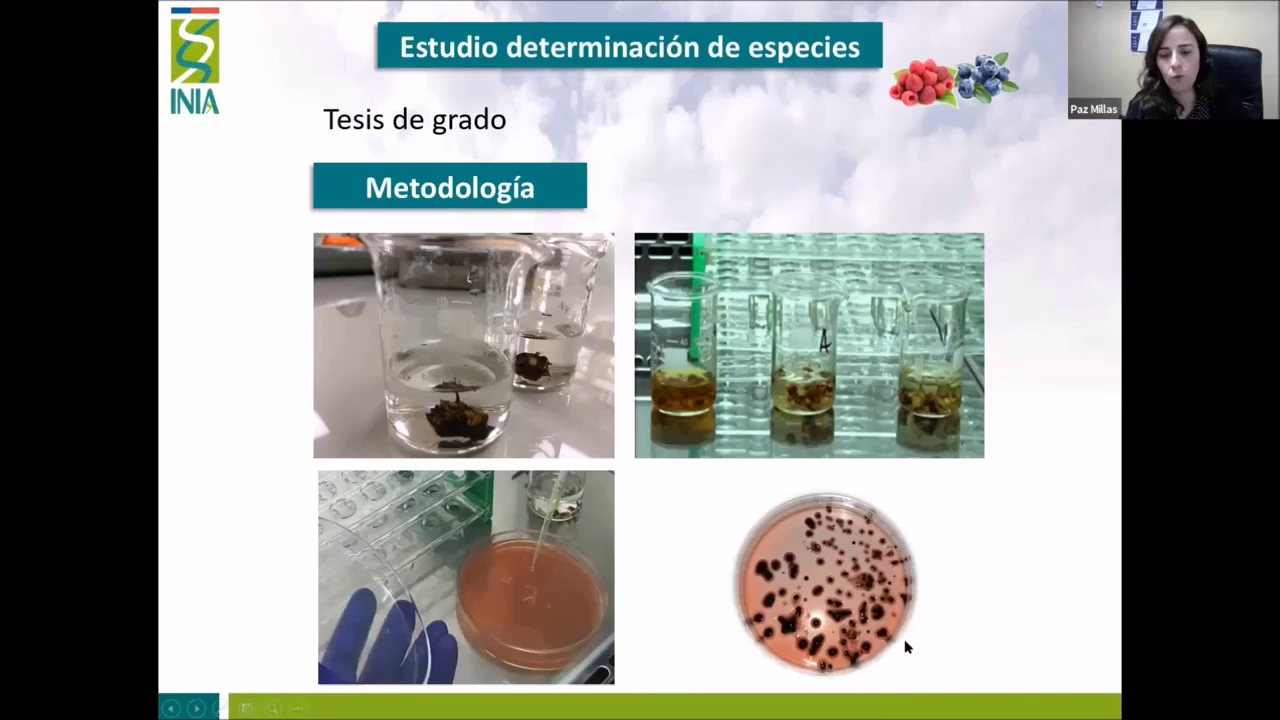 INIA
Estudio determinación de especies
Paz Millas
Tesis de grado
Metodología
A